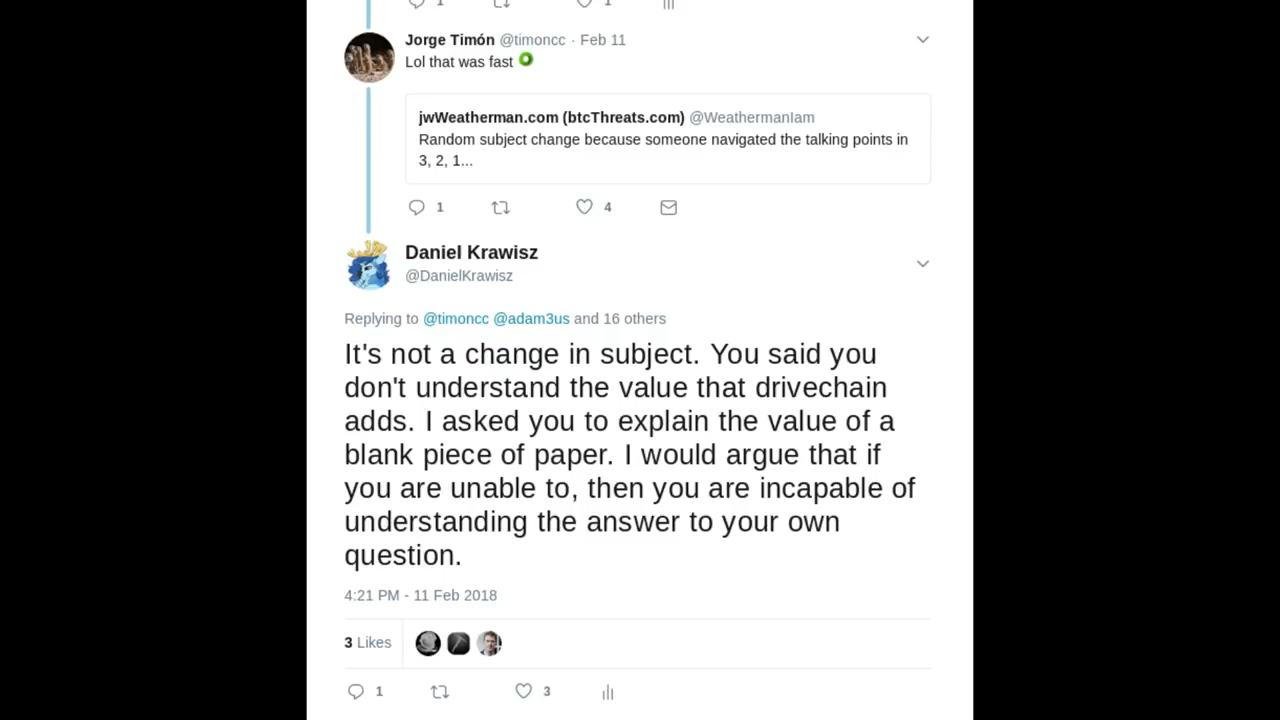 1 1
Jorge Timón @timoncc · Feb 11
Lol that was fast
jwWeatherman.com (btcThreats.com) @WeathermanIam
Random subject change because someone navigated the talking points in
3, 2, 1...
1 4
Daniel Krawisz
@DanielKrawisz
Replying to @timoncc @adam3us and 16 others
It's not a change in subject. You said you
don't understand the value that drivechain
adds. I asked you to explain the value of a
blank piece of paper. I would argue that if
you are unable to, then you are incapable of
understanding the answer to your own
question.
4:21 PM - 11 Feb 2018
3 Likes
1 3